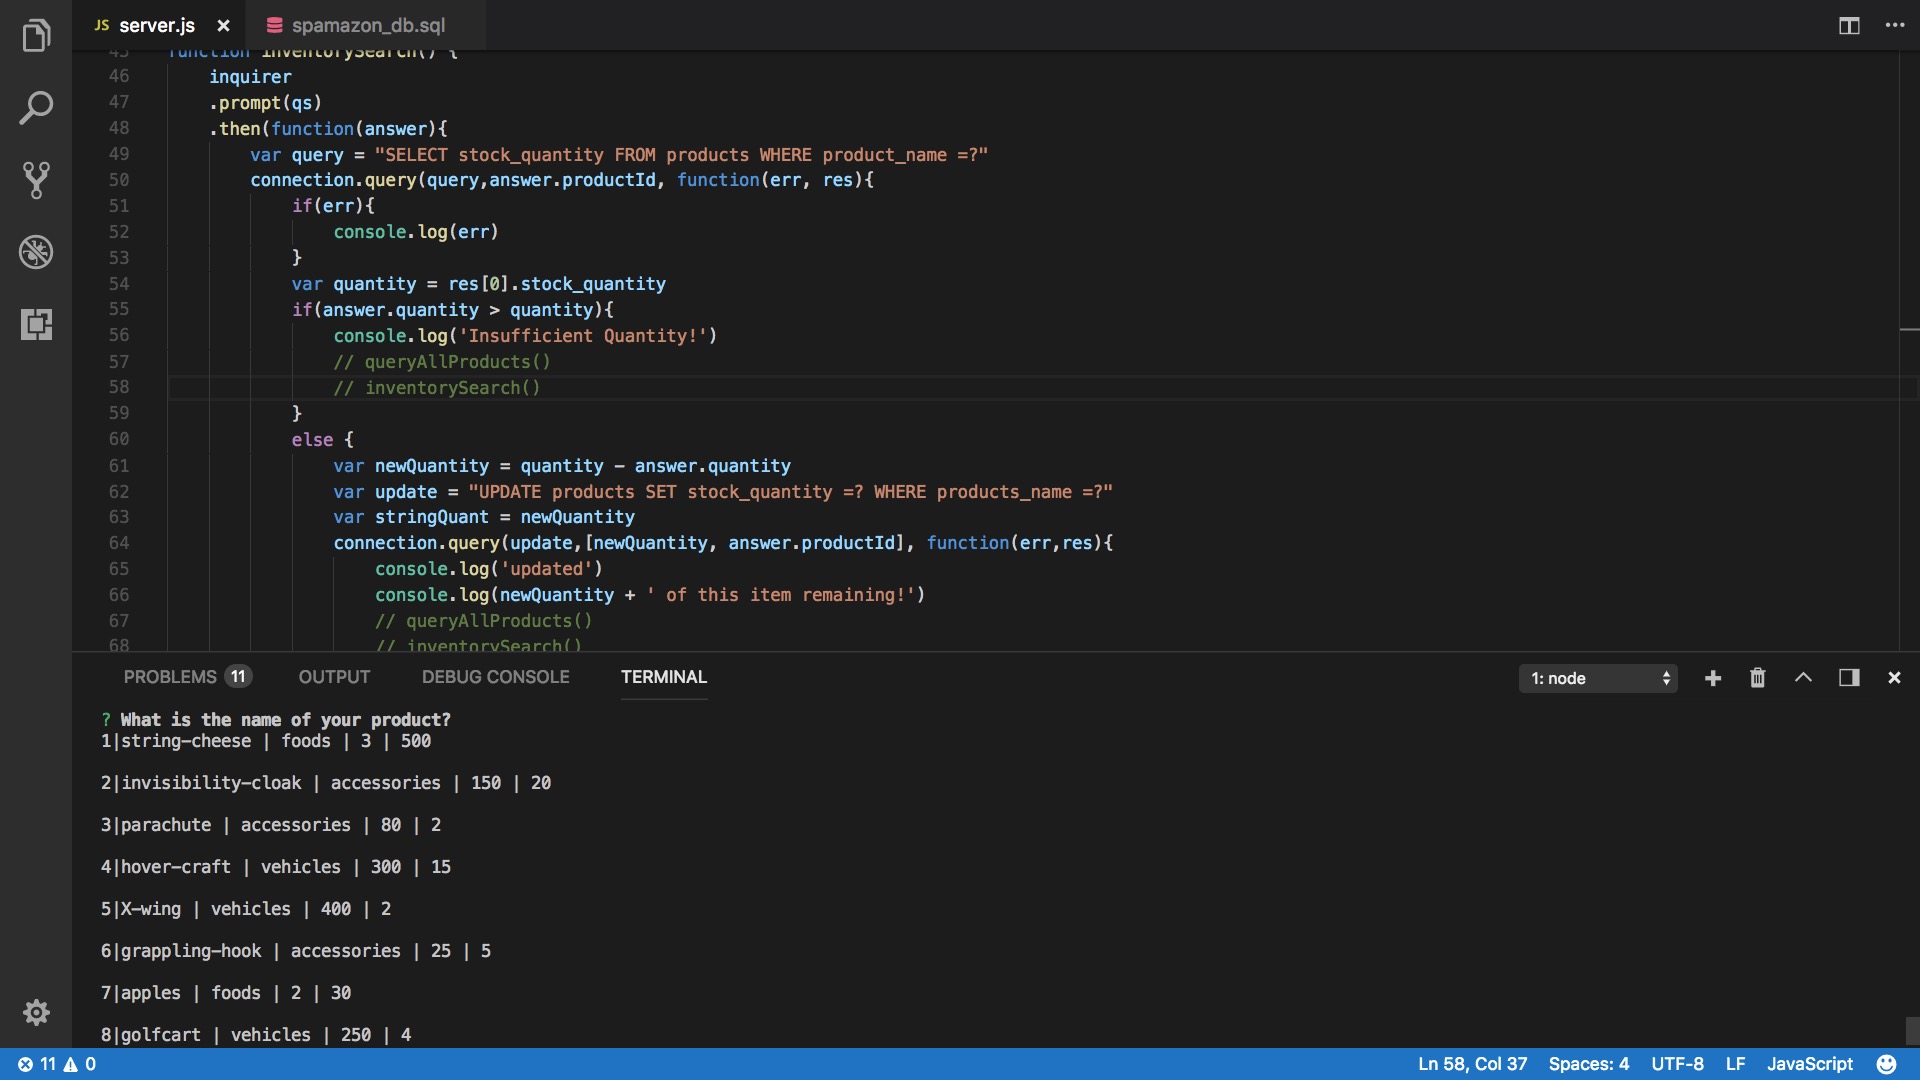 JS server.js × spamazon_db.sql
45 function inventorySearch() {
46 inquirer
47 .prompt(qs)
48 .then(function(answer){
49 var query = "SELECT stock_quantity FROM products WHERE product_name =?"
50 connection.query(query,answer.productId, function(err, res){
51 if(err){
52 console.log(err)
53 }
54 var quantity = res[0].stock_quantity
55 if(answer.quantity > quantity){
56 console.log('Insufficient Quantity!')
57 // queryAllProducts()
58 // inventorySearch()
59 }
60 else {
61 var newQuantity = quantity - answer.quantity
62 var update = "UPDATE products SET stock_quantity =? WHERE products_name =?"
63 var stringQuant = newQuantity
64 connection.query(update,[newQuantity, answer.productId], function(err,res){
65 console.log('updated')
66 console.log(newQuantity + ' of this item remaining!')
67 // queryAllProducts()
68 // inventorySearch()
PROBLEMS 11 OUTPUT DEBUG CONSOLE TERMINAL 1: node
? What is the name of your product?
1|string-cheese | foods | 3 | 500
2|invisibility-cloak | accessories | 150 | 20
3|parachute | accessories | 80 | 2
4|hover-craft | vehicles | 300 | 15
5|X-wing | vehicles | 400 | 2
6|grappling-hook | accessories | 25 | 5
7|apples | foods | 2 | 30
8|golfcart | vehicles | 250 | 4
11 0 Ln 58, Col 37 Spaces: 4 UTF-8 LF JavaScript